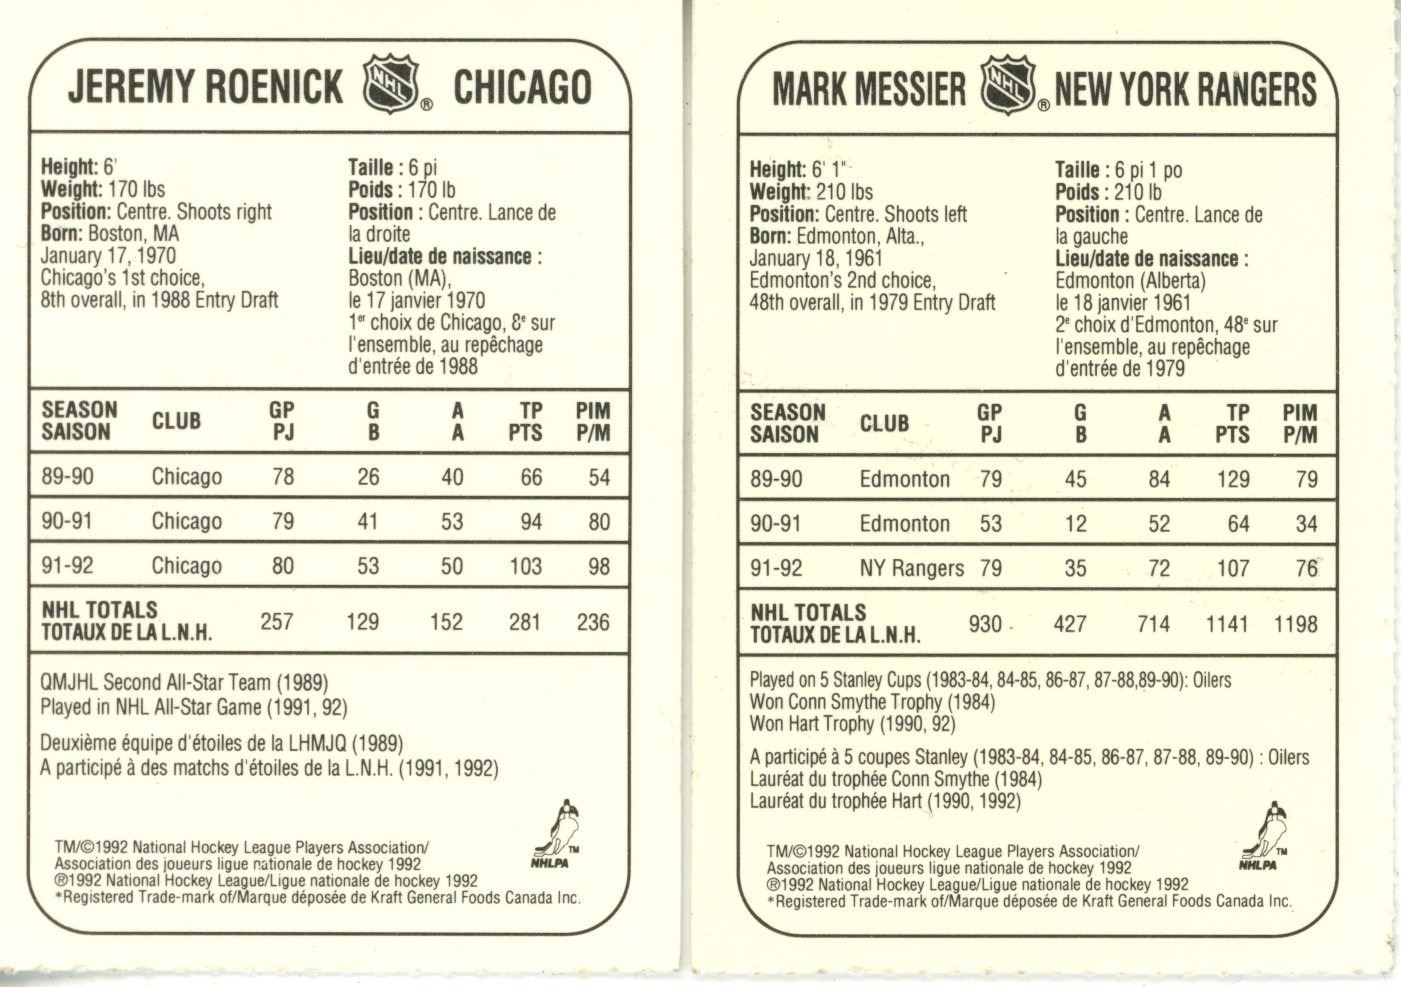 JEREMY ROENICK NHL ® CHICAGO
Height: 6'
Weight: 170 lbs
Position: Centre. Shoots right
Born: Boston, MA
January 17, 1970
Chicago's 1st choice,
8th overall, in 1988 Entry Draft
Taille : 6 pi
Poids : 170 lb
Position : Centre. Lance de
la droite
Lieu/date de naissance :
Boston (MA),
le 17 janvier 1970
1er choix de Chicago, 8e sur
l'ensemble, au repêchage
d'entrée de 1988
SEASON CLUB GP G A TP PIM
SAISON PJ B A PTS P/M
89-90 Chicago 78 26 40 66 54
90-91 Chicago 79 41 53 94 80
91-92 Chicago 80 53 50 103 98
NHL TOTALS 257 129 152 281 236
TOTAUX DE LA L.N.H.
QMJHL Second All-Star Team (1989)
Played in NHL All-Star Game (1991, 92)
Deuxième équipe d'étoiles de la LHMJQ (1989)
A participé à des matchs d'étoiles de la L.N.H. (1991, 1992)
TM
NHLPA
TM/©1992 National Hockey League Players Association/
Association des joueurs ligue nationale de hockey 1992
®1992 National Hockey League/Ligue nationale de hockey 1992
*Registered Trade-mark of/Marque déposée de Kraft General Foods Canada Inc.
MARK MESSIER NHL ® NEW YORK RANGERS
Height: 6' 1"
Weight: 210 lbs
Position: Centre. Shoots left
Born: Edmonton, Alta.,
January 18, 1961
Edmonton's 2nd choice,
48th overall, in 1979 Entry Draft
Taille : 6 pi 1 po
Poids : 210 lb
Position : Centre. Lance de
la gauche
Lieu/date de naissance :
Edmonton (Alberta)
le 18 janvier 1961
2e choix d'Edmonton, 48e sur
l'ensemble, au repêchage
d'entrée de 1979
SEASON CLUB GP G A TP PIM
SAISON PJ B A PTS P/M
89-90 Edmonton 79 45 84 129 79
90-91 Edmonton 53 12 52 64 34
91-92 NY Rangers 79 35 72 107 76
NHL TOTALS 930 427 714 1141 1198
TOTAUX DE LA L.N.H.
Played on 5 Stanley Cups (1983-84, 84-85, 86-87, 87-88,89-90): Oilers
Won Conn Smythe Trophy (1984)
Won Hart Trophy (1990, 92)
A participé à 5 coupes Stanley (1983-84, 84-85, 86-87, 87-88, 89-90) : Oilers
Lauréat du trophée Conn Smythe (1984)
Lauréat du trophée Hart (1990, 1992)
TM
NHLPA
TM/©1992 National Hockey League Players Association/
Association des joueurs ligue nationale de hockey 1992
®1992 National Hockey League/Ligue nationale de hockey 1992
*Registered Trade-mark of/Marque déposée de Kraft General Foods Canada Inc.